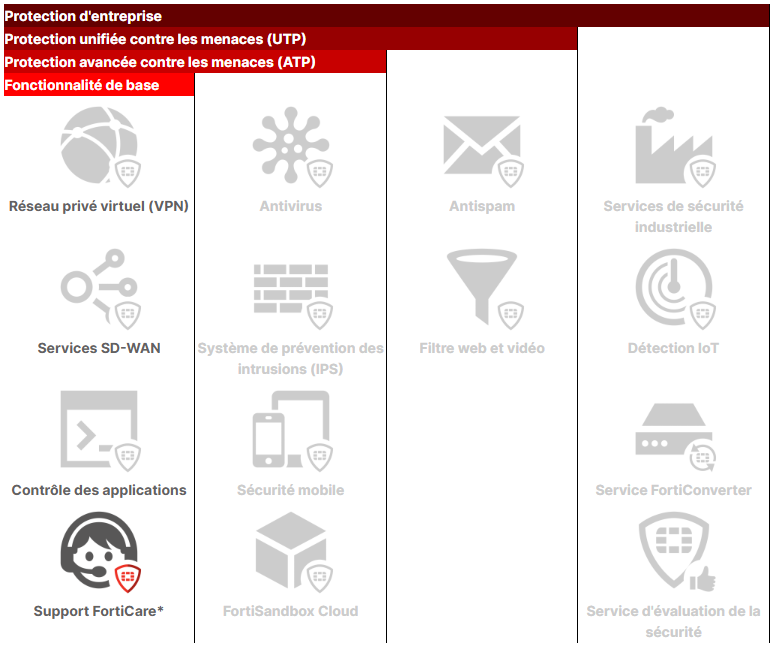 Protection d'entreprise
Protection unifiée contre les menaces (UTP)
Protection avancée contre les menaces (ATP)
Fonctionnalité de base
Réseau privé virtuel (VPN)
Antivirus
Antispam
Services de sécurité
industrielle
Services SD-WAN
Système de prévention des
intrusions (IPS)
Filtre web et vidéo
Détection IoT
Contrôle des applications
Sécurité mobile
Service FortiConverter
Support FortiCare*
FortiSandbox Cloud
Service d'évaluation de la
sécurité